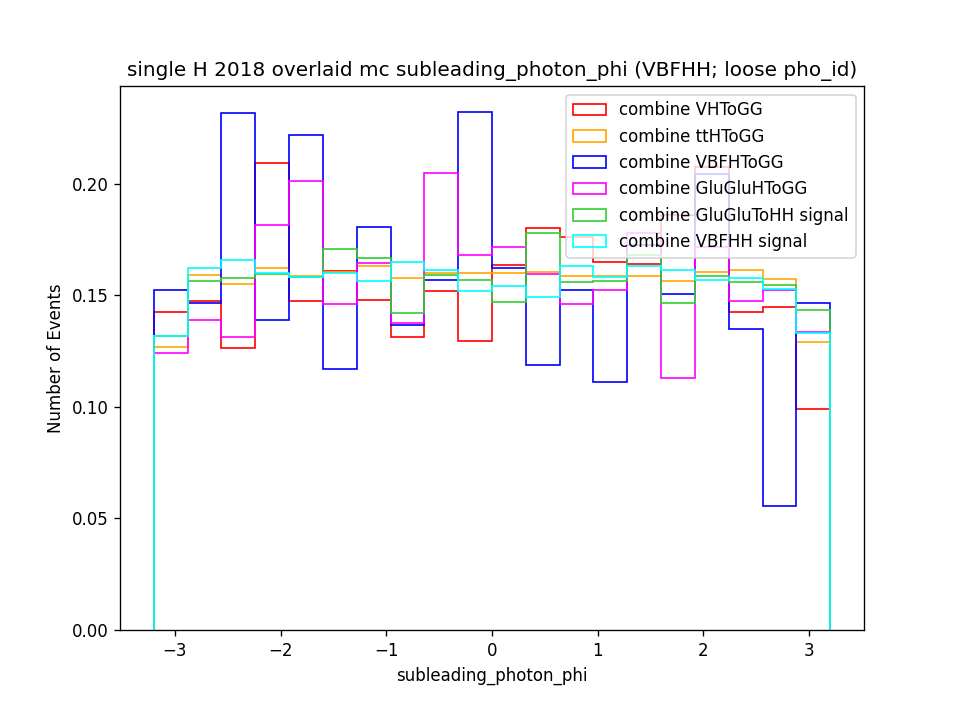 single H 2018 overlaid mc subleading_photon_phi (VBFHH; loose pho_id)
combine VHToGG
combine ttHToGG
combine VBFHToGG
combine GluGluHToGG
combine GluGluToHH signal
combine VBFHH signal
Number of Events
0.20
0.15
0.10
0.05
0.00
−3 −2 −1 0 1 2 3
subleading_photon_phi